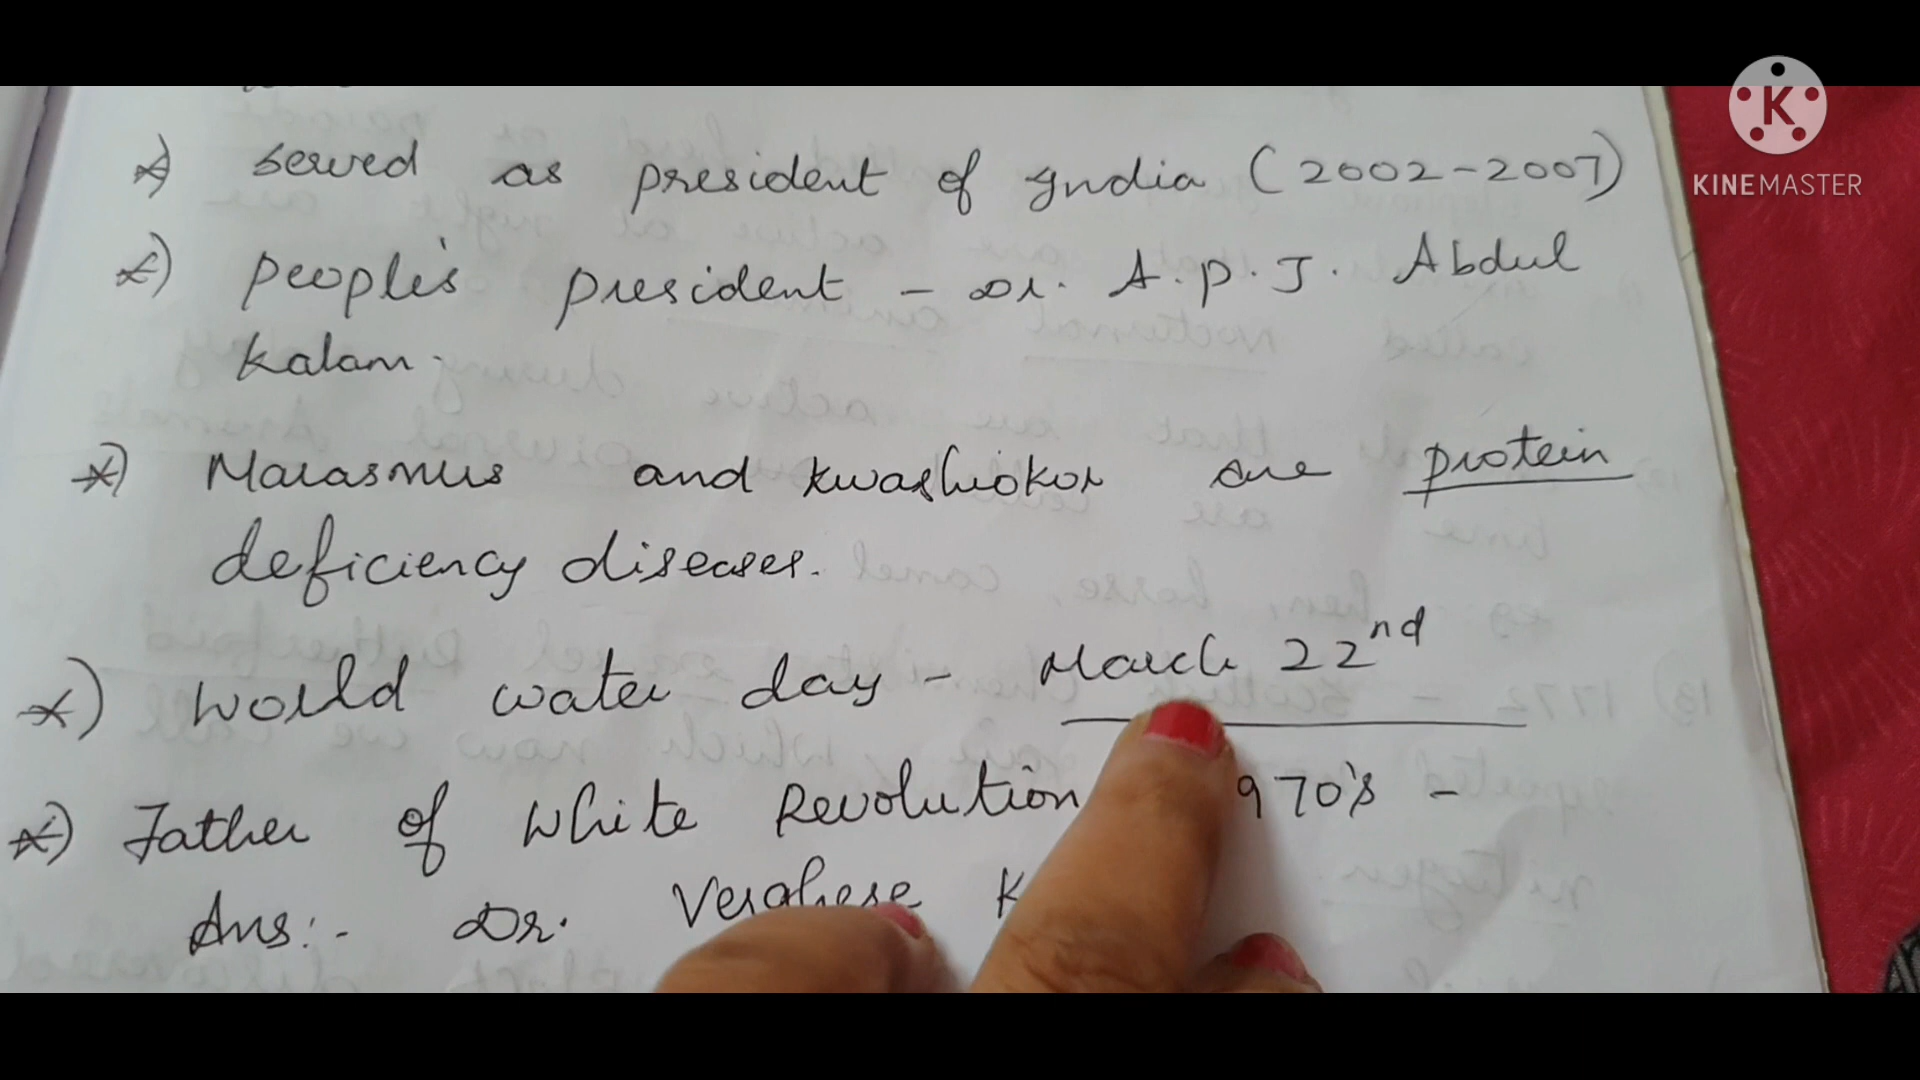 *) served as president of India (2002-2007)
*) people's president - Dr. A.P.J. Abdul
Kalam.
*) Marasmus and kwashiokor are protein
deficiency diseases.
*) World water day - March 22nd
*) Father of White Revolution 970's -
Ans:- Dr. Verghese K
KINEMASTER